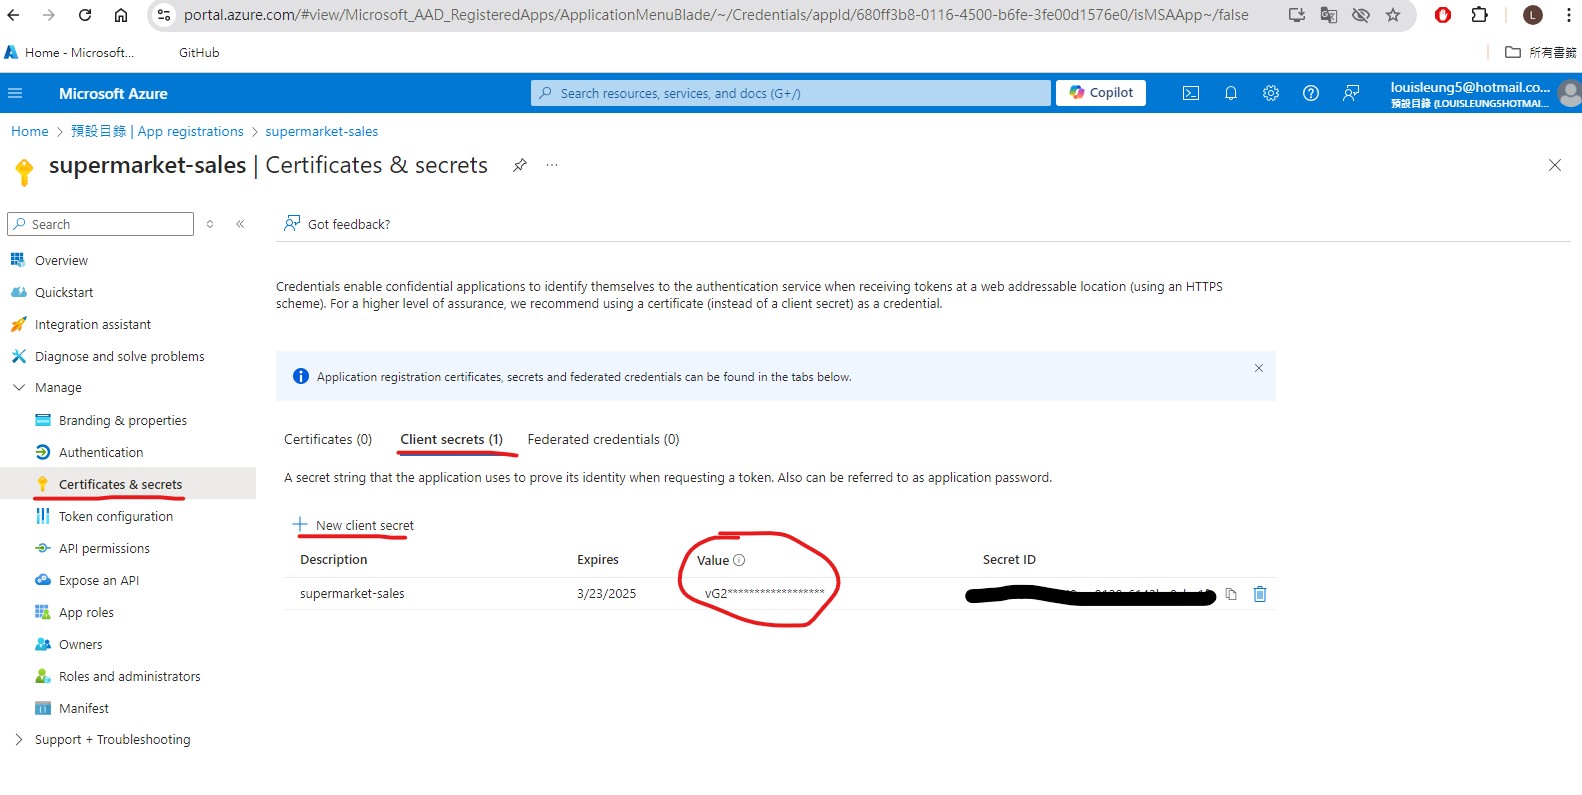 portal.azure.com/#view/Microsoft_AAD_RegisteredApps/ApplicationMenuBlade/~/Credentials/appId/680ff3b8-0116-4500-b6fe-3fe00d1576e0/isMSAApp~/false
L
Home - Microsoft...
GitHub
所有書籤
Microsoft Azure
Search resources, services, and docs (G+/)
Copilot
louisleung5@hotmail.co...
預設目錄 (LOUISLEUNG5HOTMAI...
Home > 預設目錄 | App registrations > supermarket-sales
supermarket-sales | Certificates & secrets
Search
Got feedback?
Overview
Quickstart
Integration assistant
Diagnose and solve problems
Manage
Branding & properties
Authentication
Certificates & secrets
Token configuration
API permissions
Expose an API
App roles
Owners
Roles and administrators
Manifest
Support + Troubleshooting
Credentials enable confidential applications to identify themselves to the authentication service when receiving tokens at a web addressable location (using an HTTPS
scheme). For a higher level of assurance, we recommend using a certificate (instead of a client secret) as a credential.
Application registration certificates, secrets and federated credentials can be found in the tabs below.
Certificates (0) Client secrets (1) Federated credentials (0)
A secret string that the application uses to prove its identity when requesting a token. Also can be referred to as application password.
New client secret
Description Expires Value Secret ID
supermarket-sales 3/23/2025 vG2******************